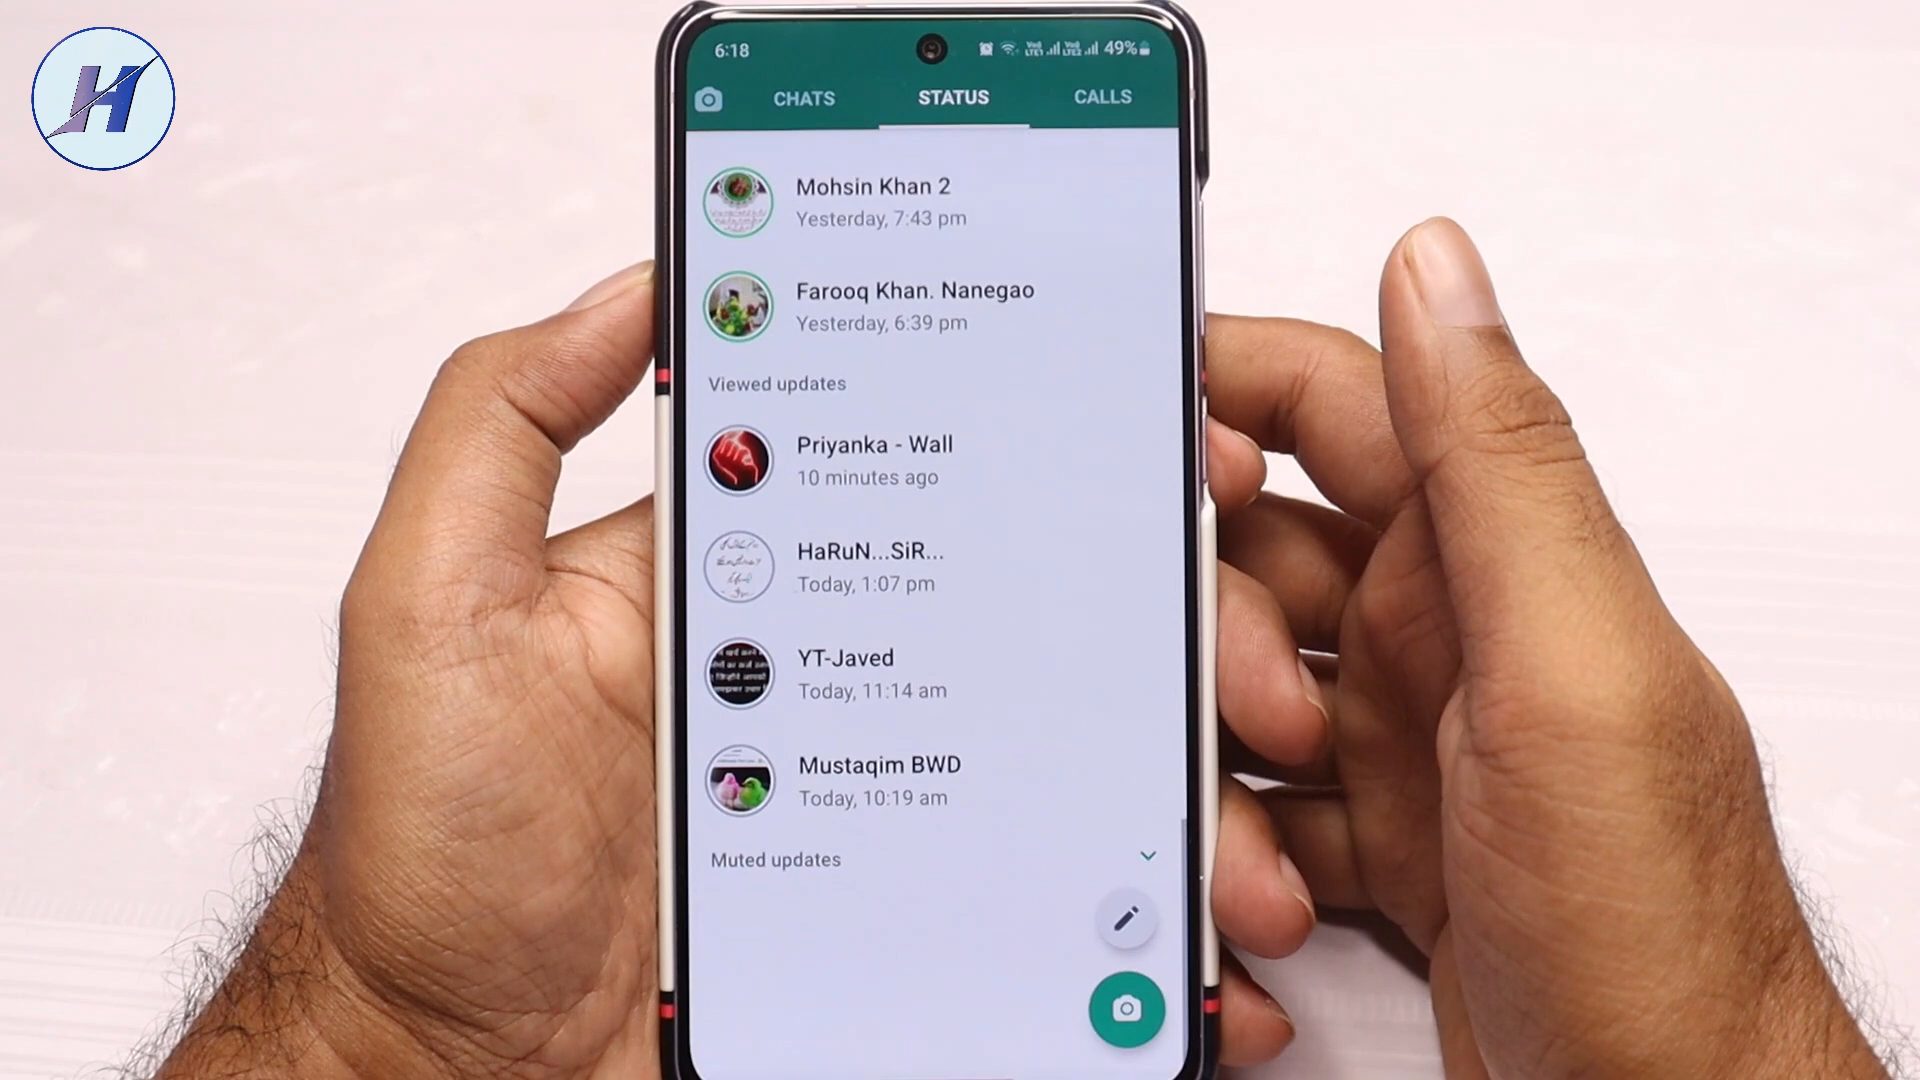 H
6:18
VoLTE1 VoLTE2 49%
CHATS STATUS CALLS
Mohsin Khan 2
Yesterday, 7:43 pm
Farooq Khan. Nanegao
Yesterday, 6:39 pm
Viewed updates
Priyanka - Wall
10 minutes ago
HaRuN...SiR...
Today, 1:07 pm
YT-Javed
Today, 11:14 am
Mustaqim BWD
Today, 10:19 am
Muted updates